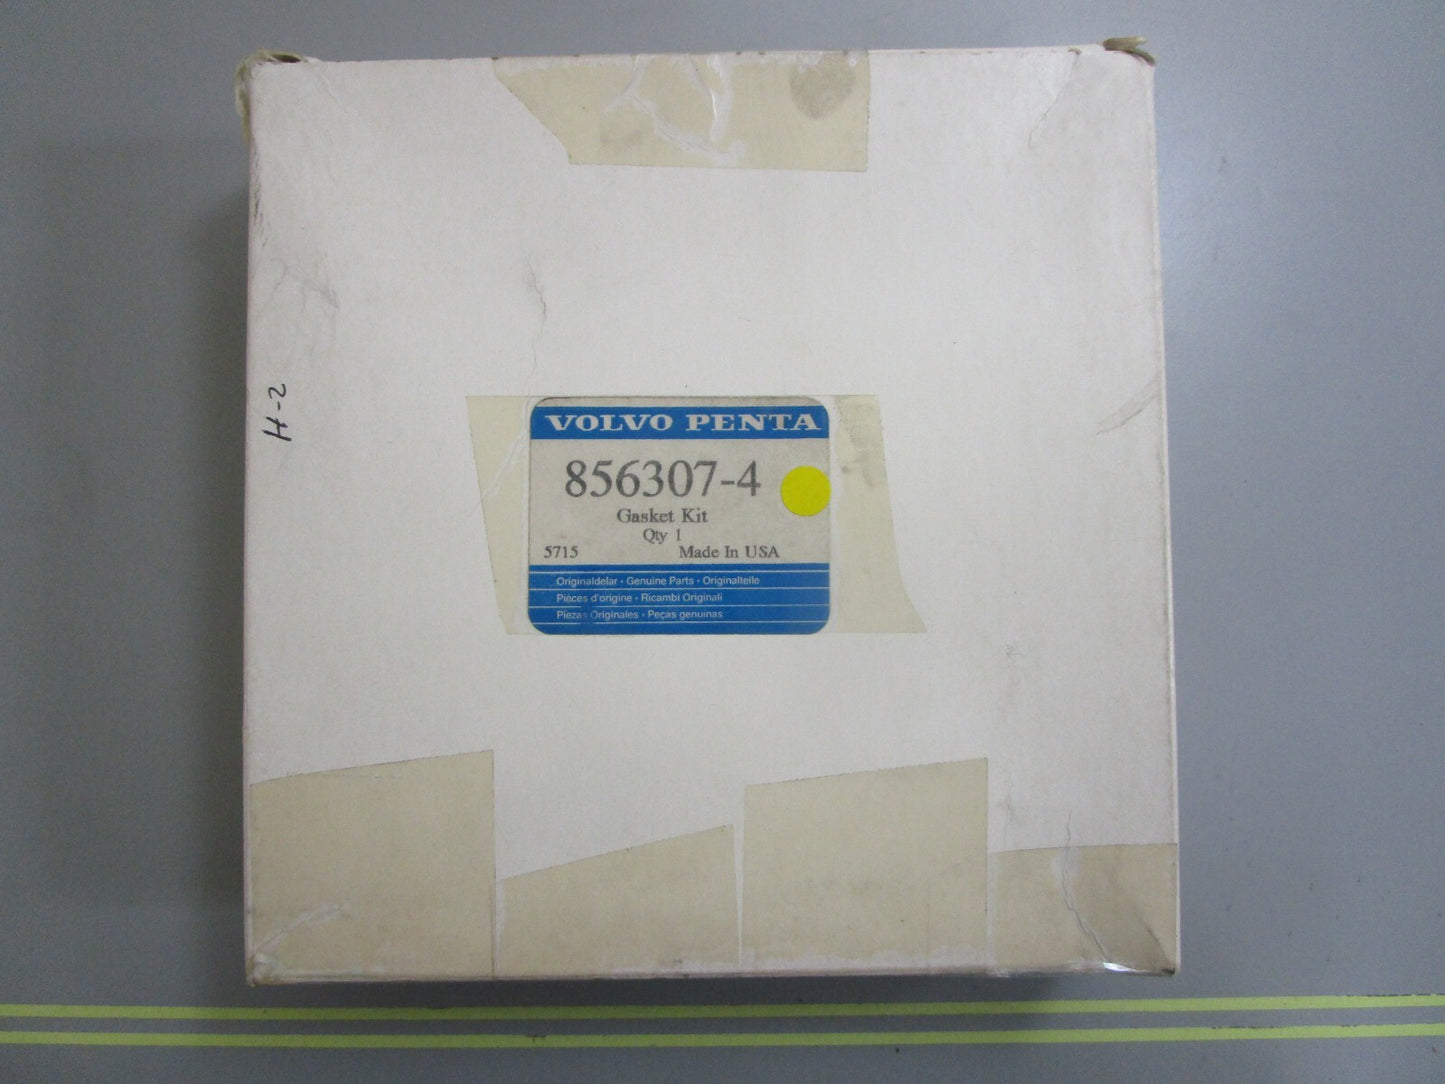 H-2
VOLVO PENTA
856307-4
Gasket Kit
Qty 1
5715 Made In USA
Originaldelar - Genuine Parts - Originalteile
Pièces d'origine - Ricambi Originali
Piezas Originales - Peças genuinas